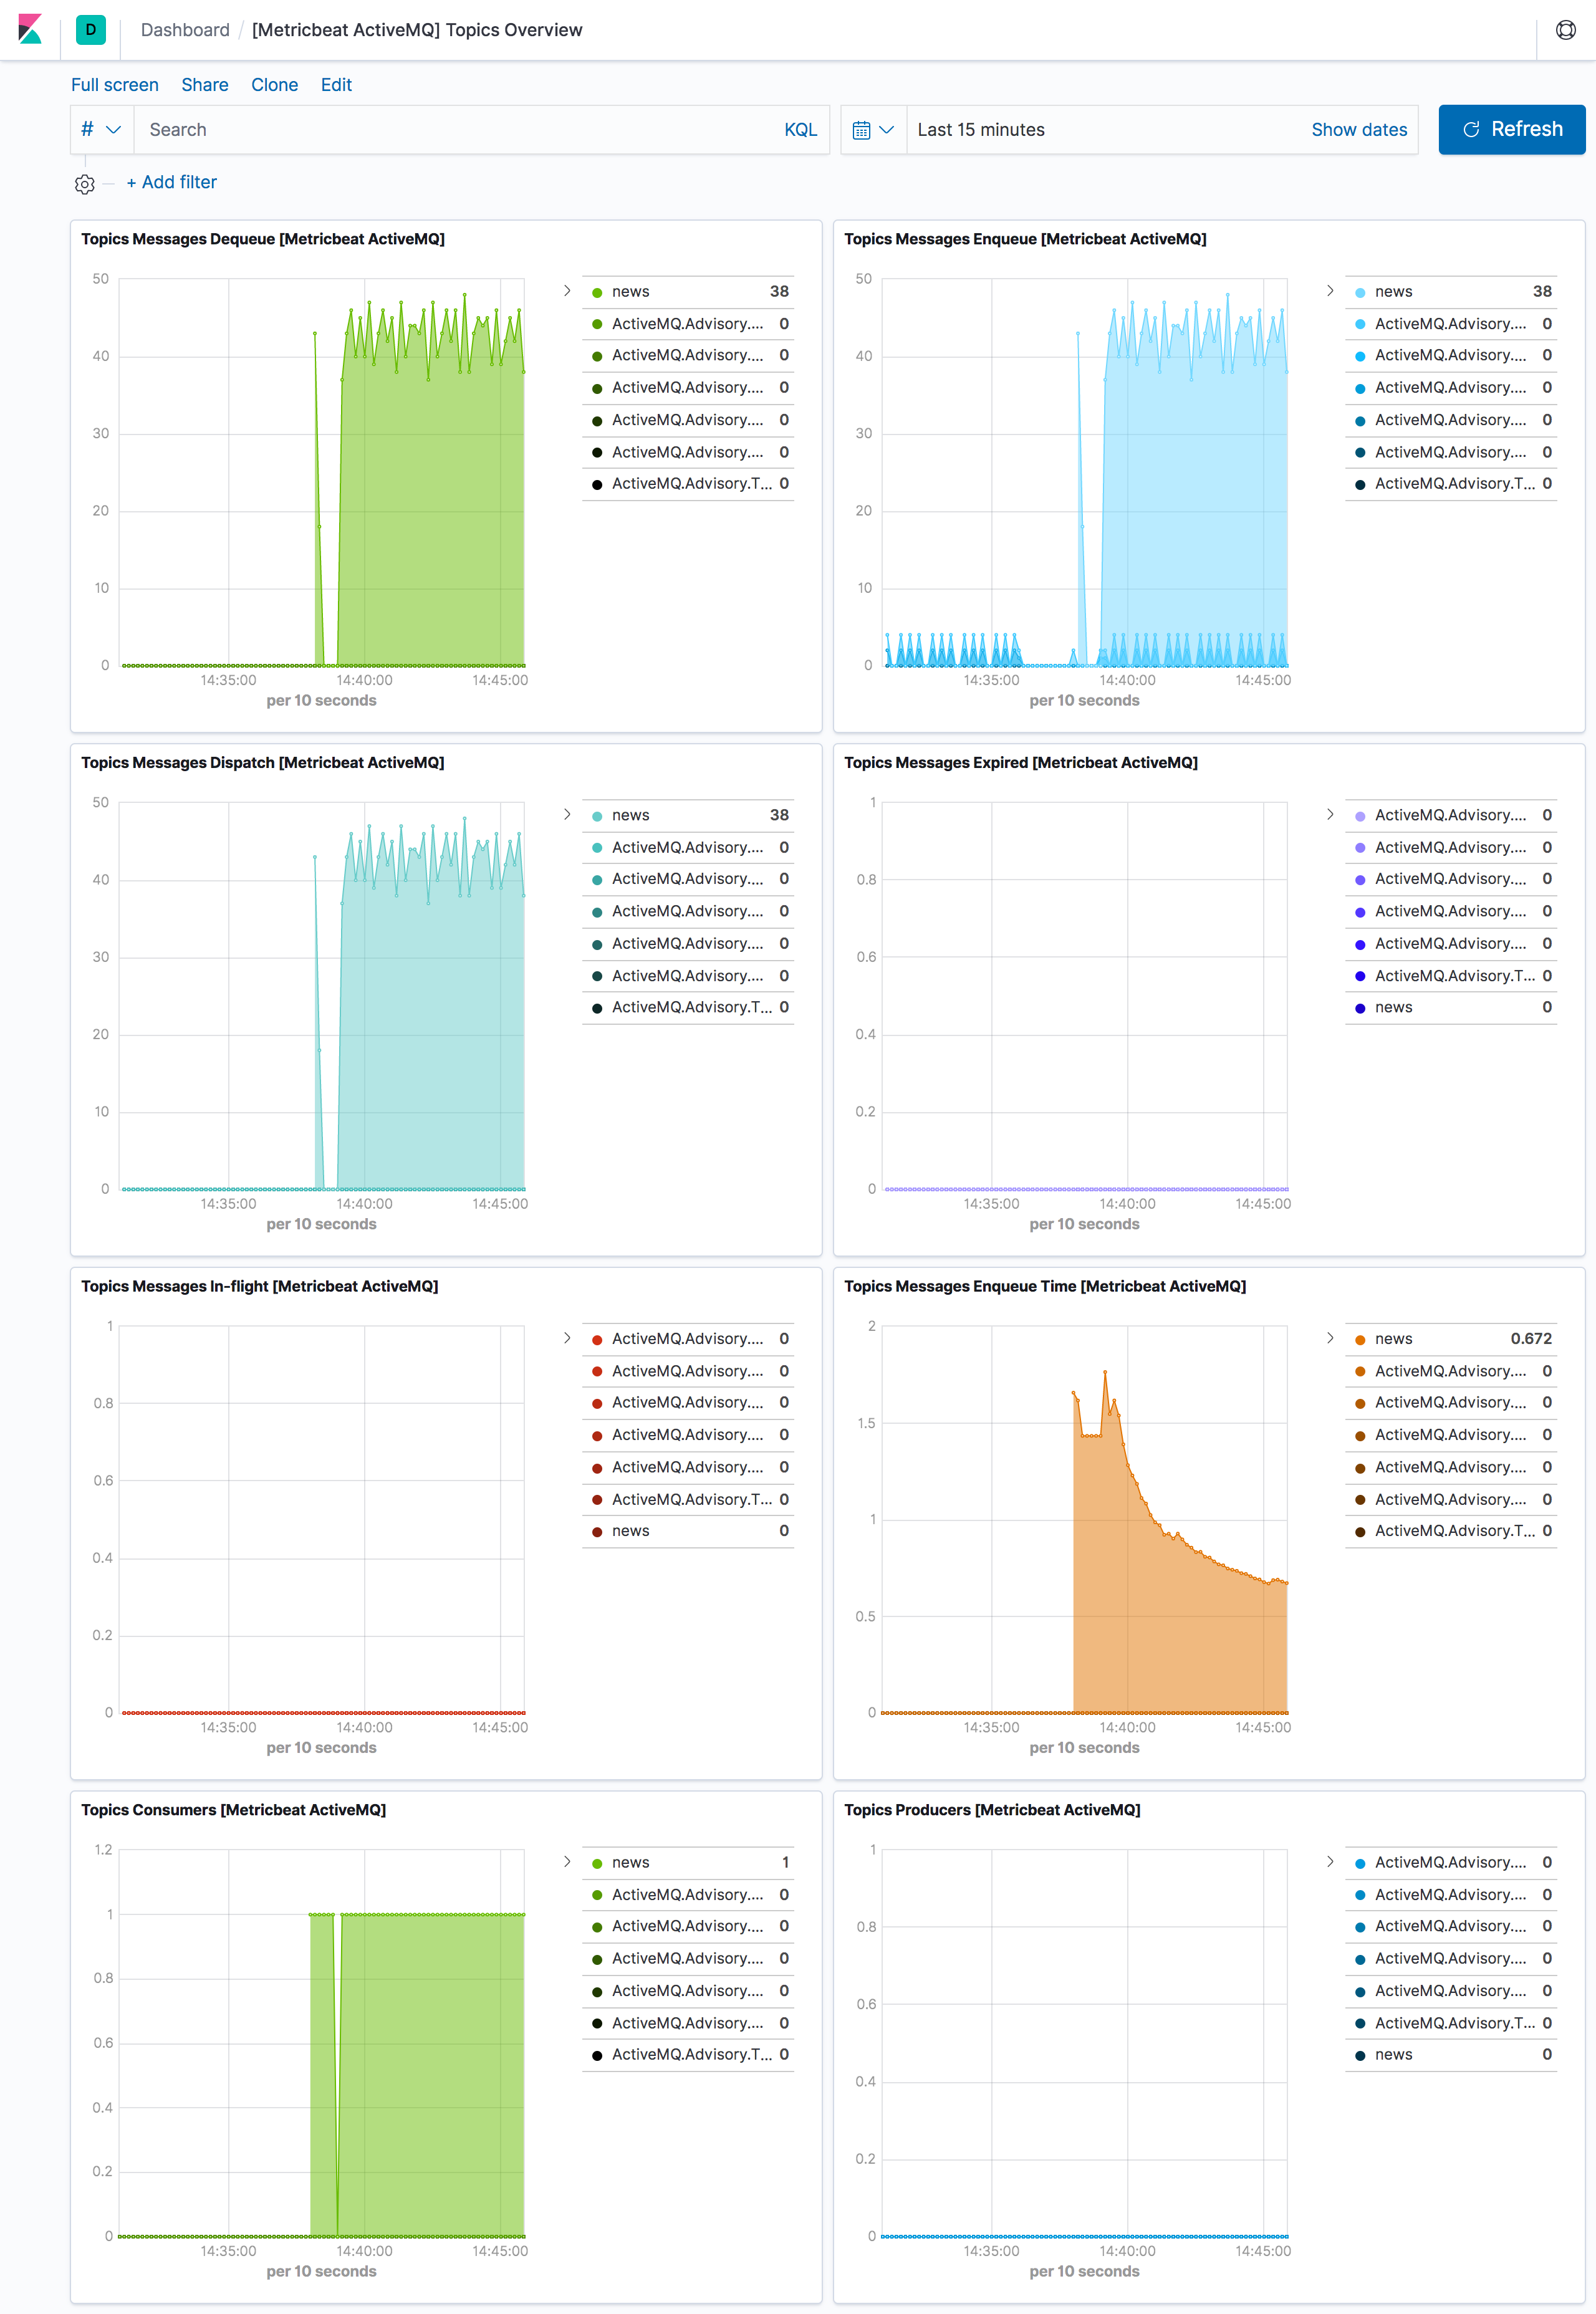 D Dashboard / [Metricbeat ActiveMQ] Topics Overview
Full screen Share Clone Edit
# Search KQL Last 15 minutes Show dates Refresh
+ Add filter
Topics Messages Dequeue [Metricbeat ActiveMQ]
50
40
30
20
10
0
14:35:00 14:40:00 14:45:00
per 10 seconds
news 38
ActiveMQ.Advisory.... 0
ActiveMQ.Advisory.... 0
ActiveMQ.Advisory.... 0
ActiveMQ.Advisory.... 0
ActiveMQ.Advisory.... 0
ActiveMQ.Advisory.T... 0
Topics Messages Enqueue [Metricbeat ActiveMQ]
50
40
30
20
10
0
14:35:00 14:40:00 14:45:00
per 10 seconds
news 38
ActiveMQ.Advisory.... 0
ActiveMQ.Advisory.... 0
ActiveMQ.Advisory.... 0
ActiveMQ.Advisory.... 0
ActiveMQ.Advisory.... 0
ActiveMQ.Advisory.T... 0
Topics Messages Dispatch [Metricbeat ActiveMQ]
50
40
30
20
10
0
14:35:00 14:40:00 14:45:00
per 10 seconds
news 38
ActiveMQ.Advisory.... 0
ActiveMQ.Advisory.... 0
ActiveMQ.Advisory.... 0
ActiveMQ.Advisory.... 0
ActiveMQ.Advisory.... 0
ActiveMQ.Advisory.T... 0
Topics Messages Expired [Metricbeat ActiveMQ]
1
0.8
0.6
0.4
0.2
0
14:35:00 14:40:00 14:45:00
per 10 seconds
ActiveMQ.Advisory.... 0
ActiveMQ.Advisory.... 0
ActiveMQ.Advisory.... 0
ActiveMQ.Advisory.... 0
ActiveMQ.Advisory.... 0
ActiveMQ.Advisory.T... 0
news 0
Topics Messages In-flight [Metricbeat ActiveMQ]
1
0.8
0.6
0.4
0.2
0
14:35:00 14:40:00 14:45:00
per 10 seconds
ActiveMQ.Advisory.... 0
ActiveMQ.Advisory.... 0
ActiveMQ.Advisory.... 0
ActiveMQ.Advisory.... 0
ActiveMQ.Advisory.... 0
ActiveMQ.Advisory.T... 0
news 0
Topics Messages Enqueue Time [Metricbeat ActiveMQ]
2
1.5
1
0.5
0
14:35:00 14:40:00 14:45:00
per 10 seconds
news 0.672
ActiveMQ.Advisory.... 0
ActiveMQ.Advisory.... 0
ActiveMQ.Advisory.... 0
ActiveMQ.Advisory.... 0
ActiveMQ.Advisory.... 0
ActiveMQ.Advisory.T... 0
Topics Consumers [Metricbeat ActiveMQ]
1.2
1
0.8
0.6
0.4
0.2
0
14:35:00 14:40:00 14:45:00
per 10 seconds
news 1
ActiveMQ.Advisory.... 0
ActiveMQ.Advisory.... 0
ActiveMQ.Advisory.... 0
ActiveMQ.Advisory.... 0
ActiveMQ.Advisory.... 0
ActiveMQ.Advisory.T... 0
Topics Producers [Metricbeat ActiveMQ]
1
0.8
0.6
0.4
0.2
0
14:35:00 14:40:00 14:45:00
per 10 seconds
ActiveMQ.Advisory.... 0
ActiveMQ.Advisory.... 0
ActiveMQ.Advisory.... 0
ActiveMQ.Advisory.... 0
ActiveMQ.Advisory.... 0
ActiveMQ.Advisory.T... 0
news 0